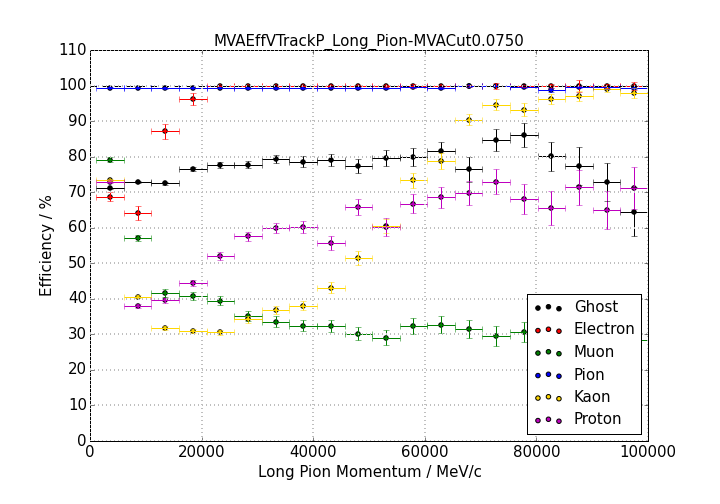 MVAEffVTrackP_Long_Pion-MVACut0.0750
110
100
90
80
70
60
50
40
30
20
10
0
Efficiency / %
Ghost
Electron
Muon
Pion
Kaon
Proton
0 20000 40000 60000 80000 100000
Long Pion Momentum / MeV/c